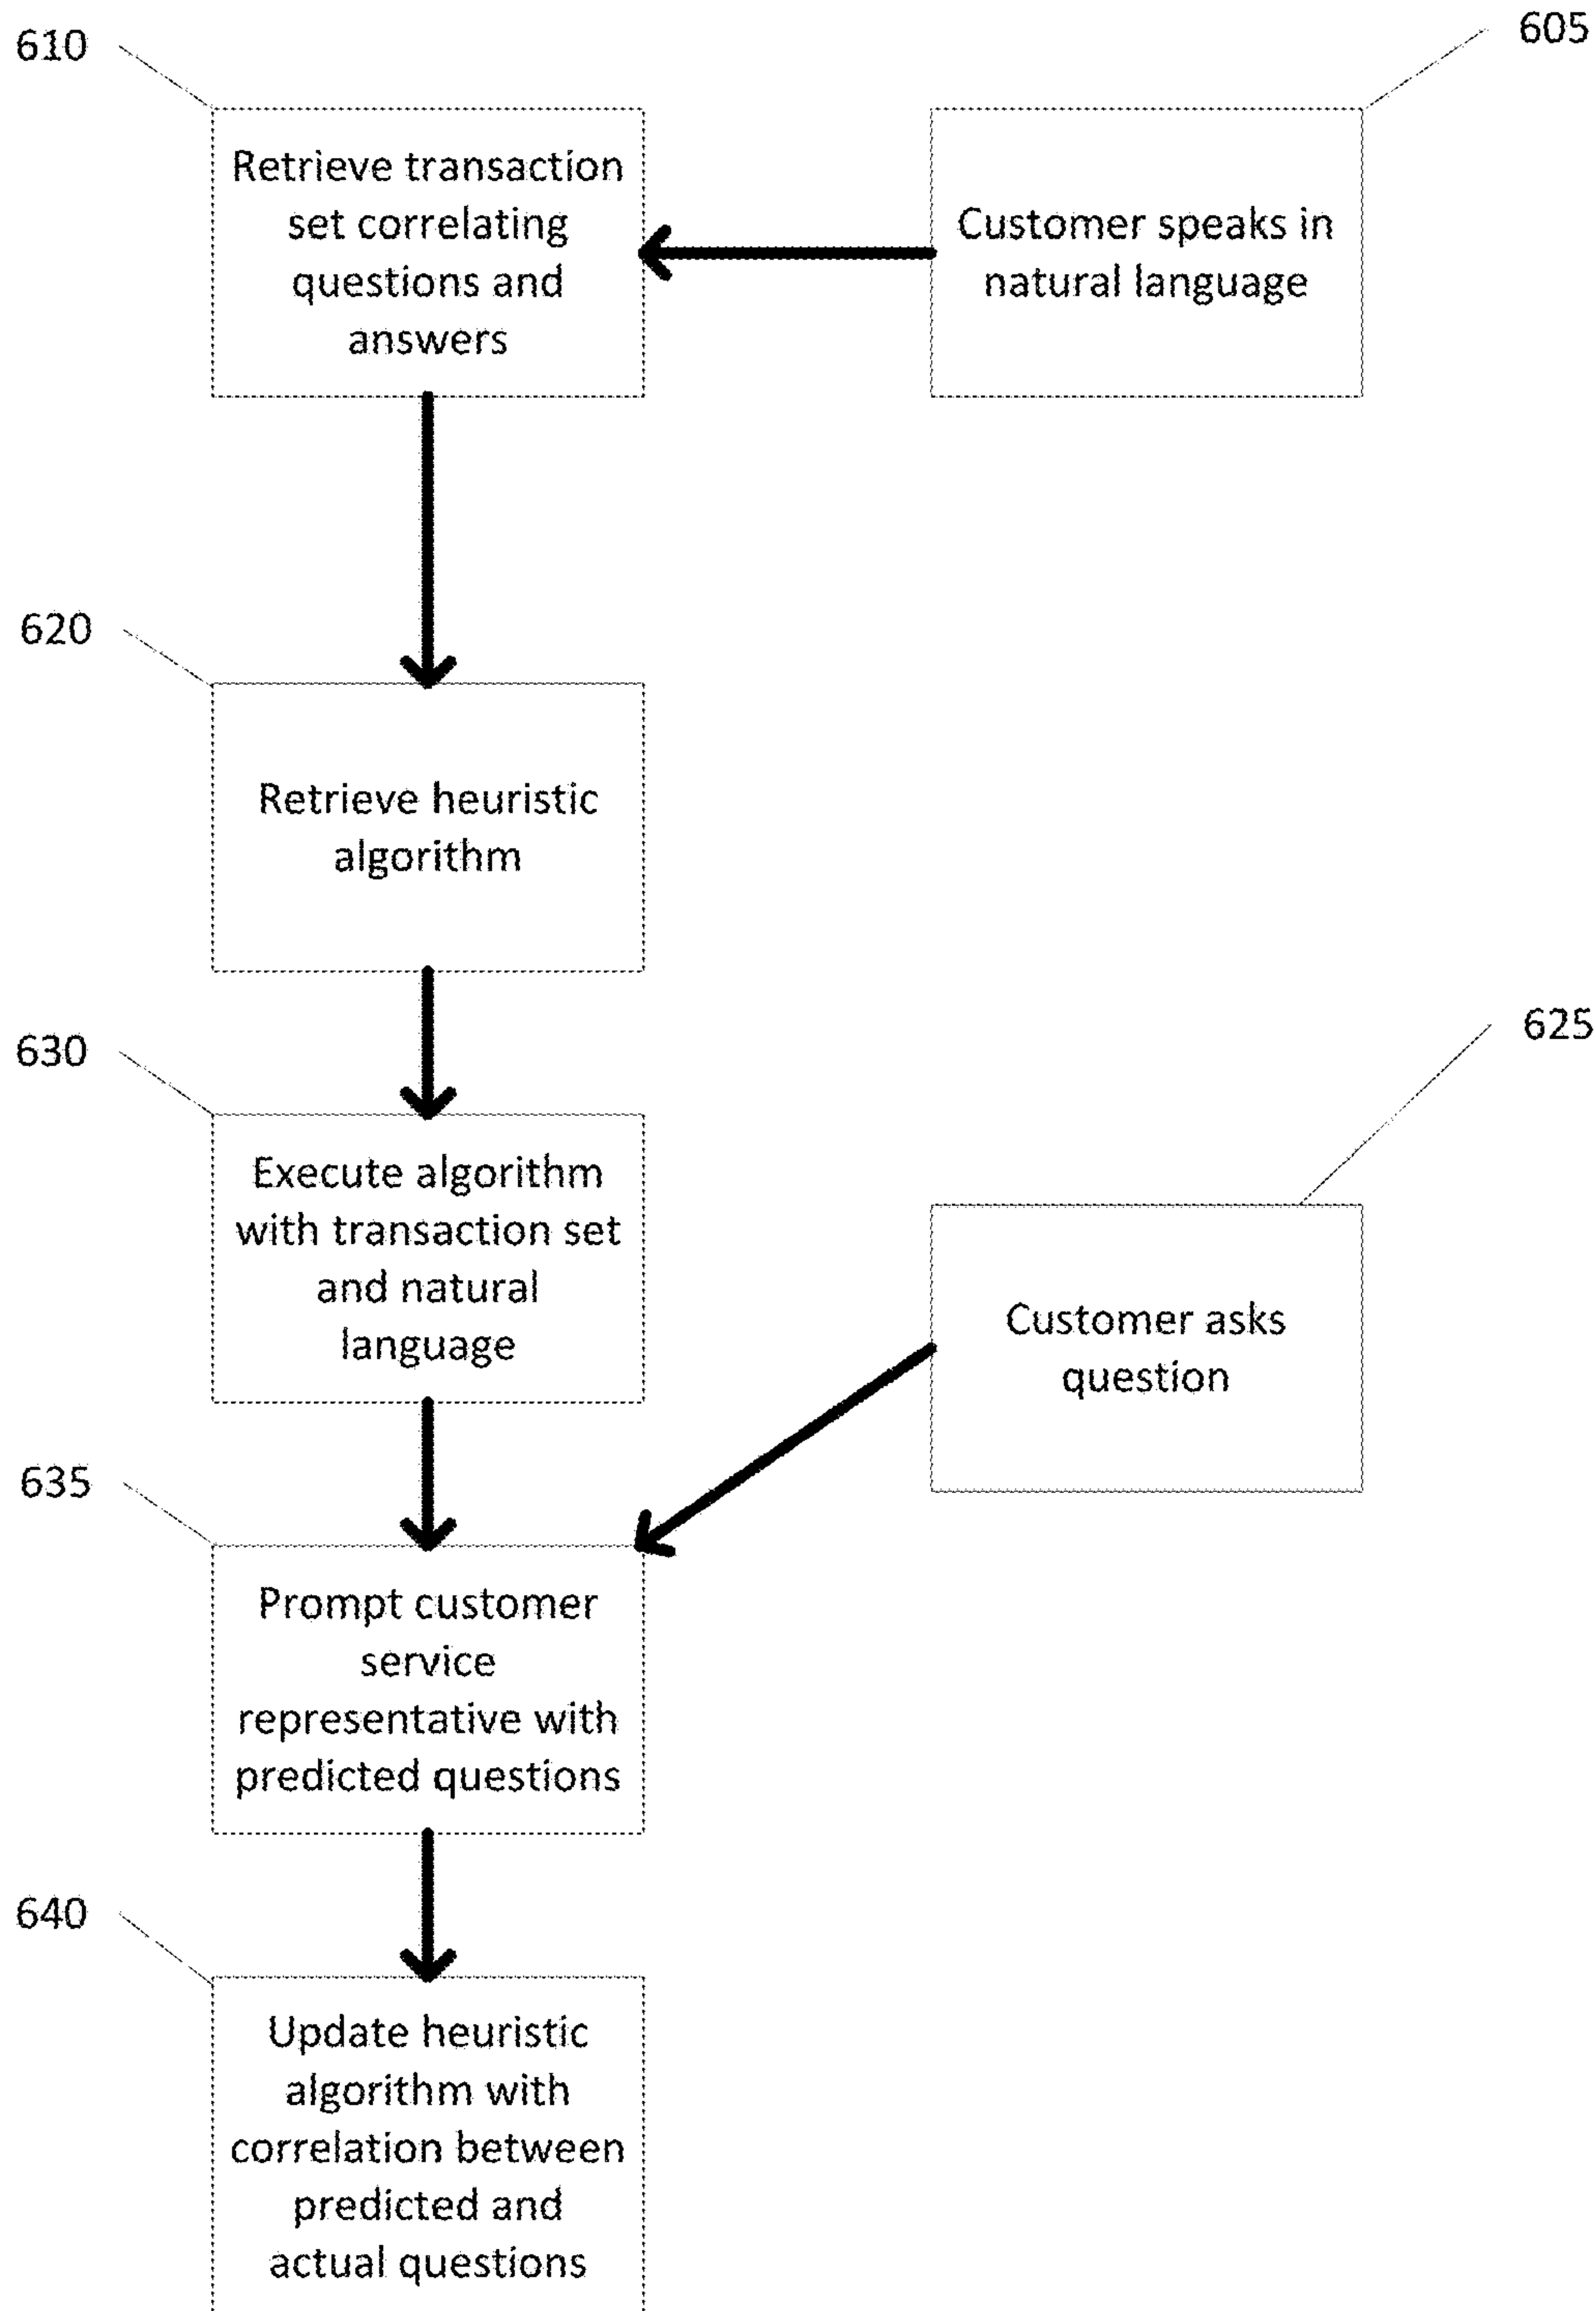 610
605
Retrieve transaction
set correlating
questions and
answers
Customer speaks in
natural language
620
Retrieve heuristic
algorithm
630
625
Execute algorithm
with transaction set
and natural
language
Customer asks
question
635
Prompt customer
service
representative with
predicted questions
640
Update heuristic
algorithm with
correlation between
predicted and
actual questions